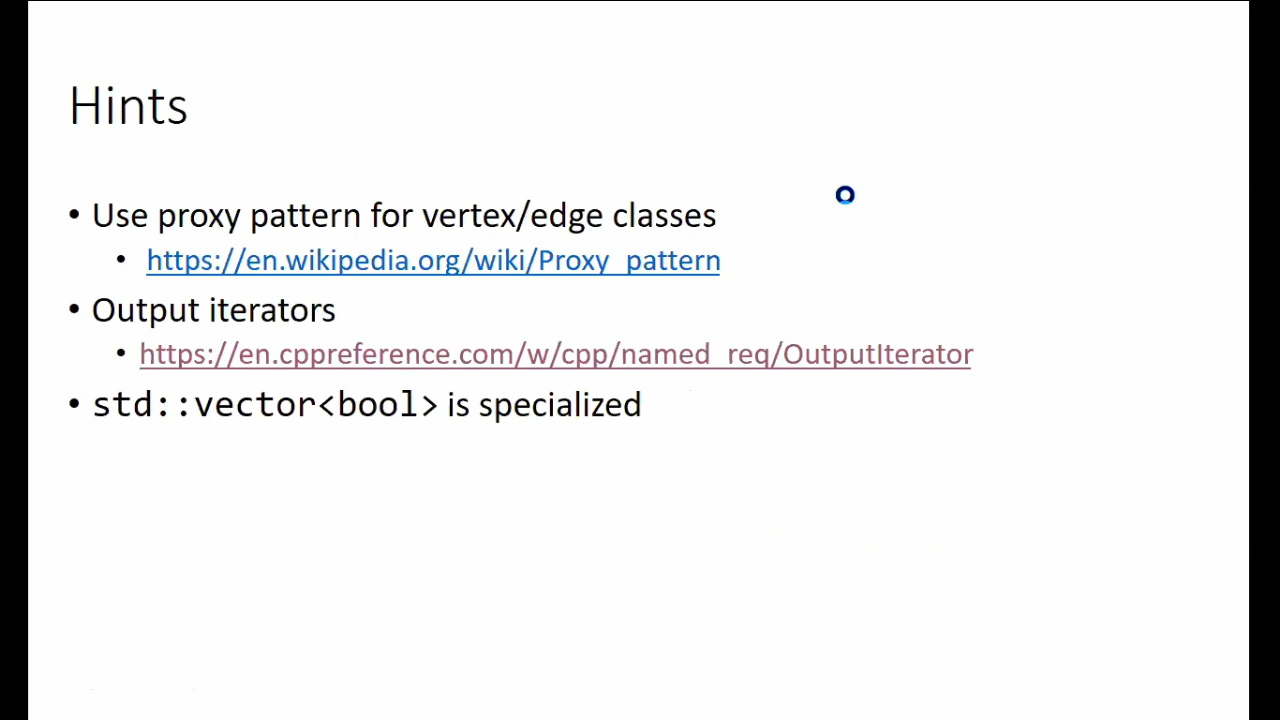 Hints
• Use proxy pattern for vertex/edge classes
• https://en.wikipedia.org/wiki/Proxy_pattern
• Output iterators
• https://en.cppreference.com/w/cpp/named_req/OutputIterator
• std::vector<bool> is specialized